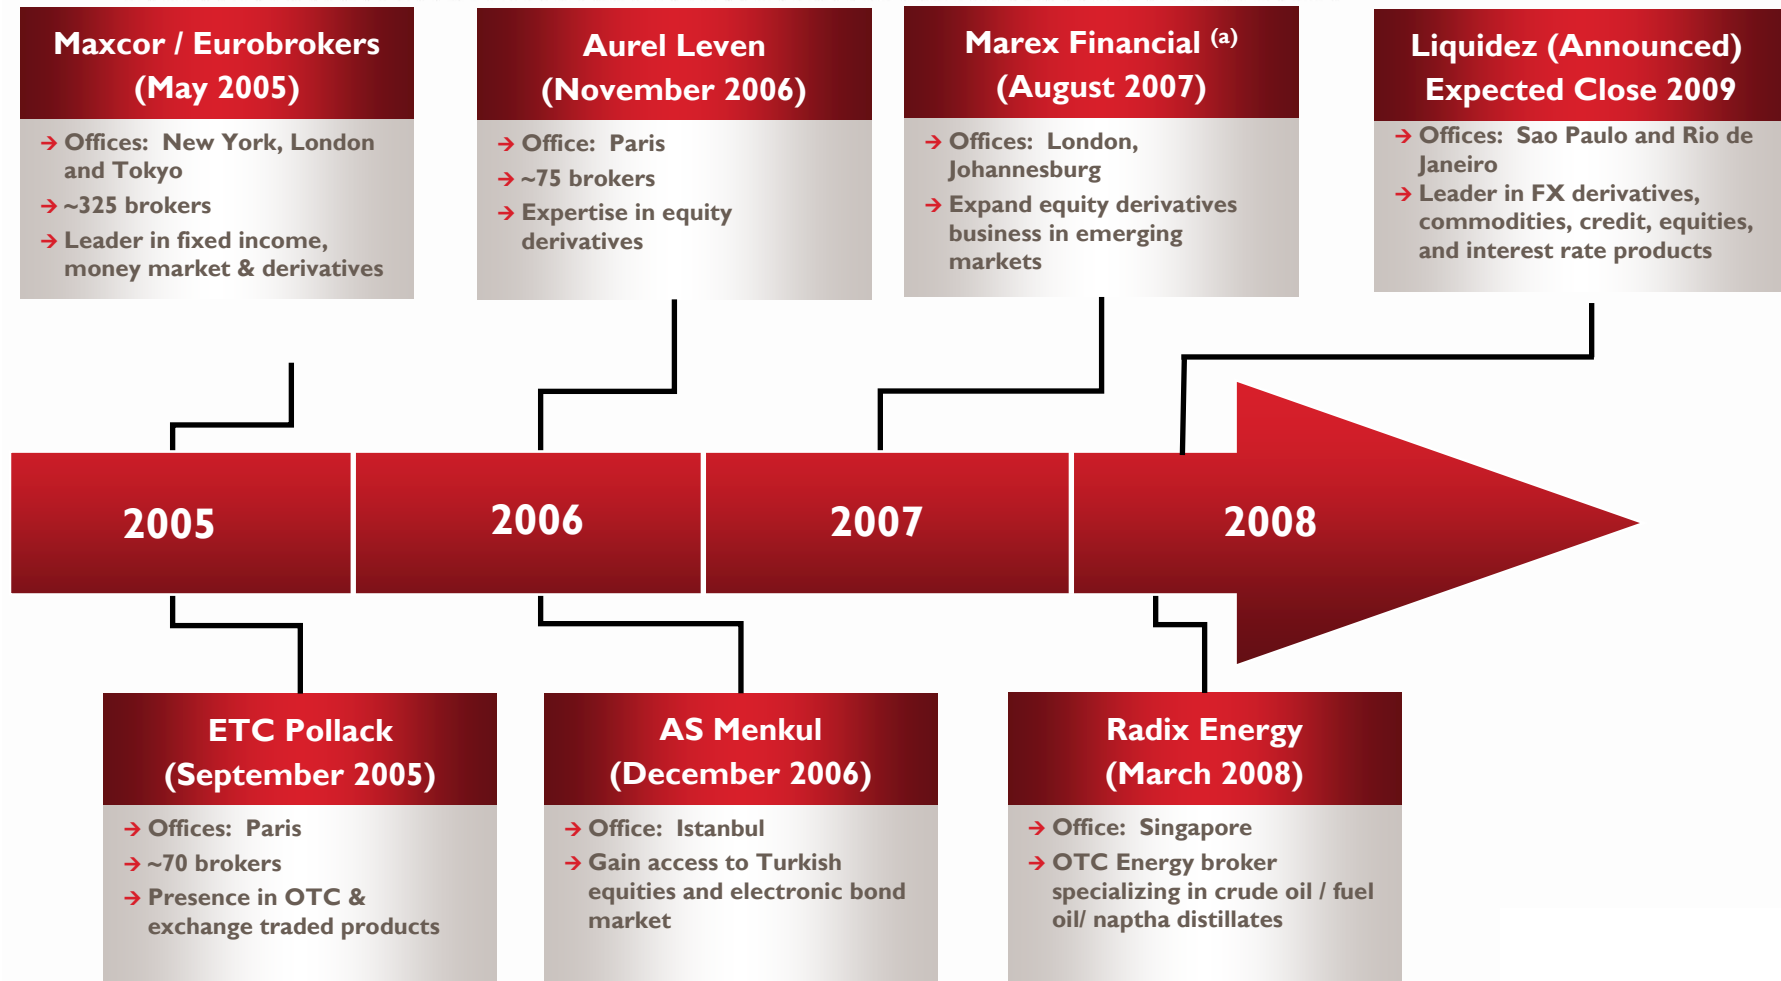 Maxcor / Eurobrokers
(May 2005)
→ Offices: New York, London
and Tokyo
→ ~325 brokers
→ Leader in fixed income,
money market & derivatives
Aurel Leven
(November 2006)
→ Office: Paris
→ ~75 brokers
→ Expertise in equity
derivatives
Marex Financial (a)
(August 2007)
→ Offices: London,
Johannesburg
→ Expand equity derivatives
business in emerging
markets
Liquidez (Announced)
Expected Close 2009
→ Offices: Sao Paulo and Rio de
Janeiro
→ Leader in FX derivatives,
commodities, credit, equities,
and interest rate products
2005
2006
2007
2008
ETC Pollack
(September 2005)
→ Offices: Paris
→ ~70 brokers
→ Presence in OTC &
exchange traded products
AS Menkul
(December 2006)
→ Office: Istanbul
→ Gain access to Turkish
equities and electronic bond
market
Radix Energy
(March 2008)
→ Office: Singapore
→ OTC Energy broker
specializing in crude oil / fuel
oil/ naptha distillates